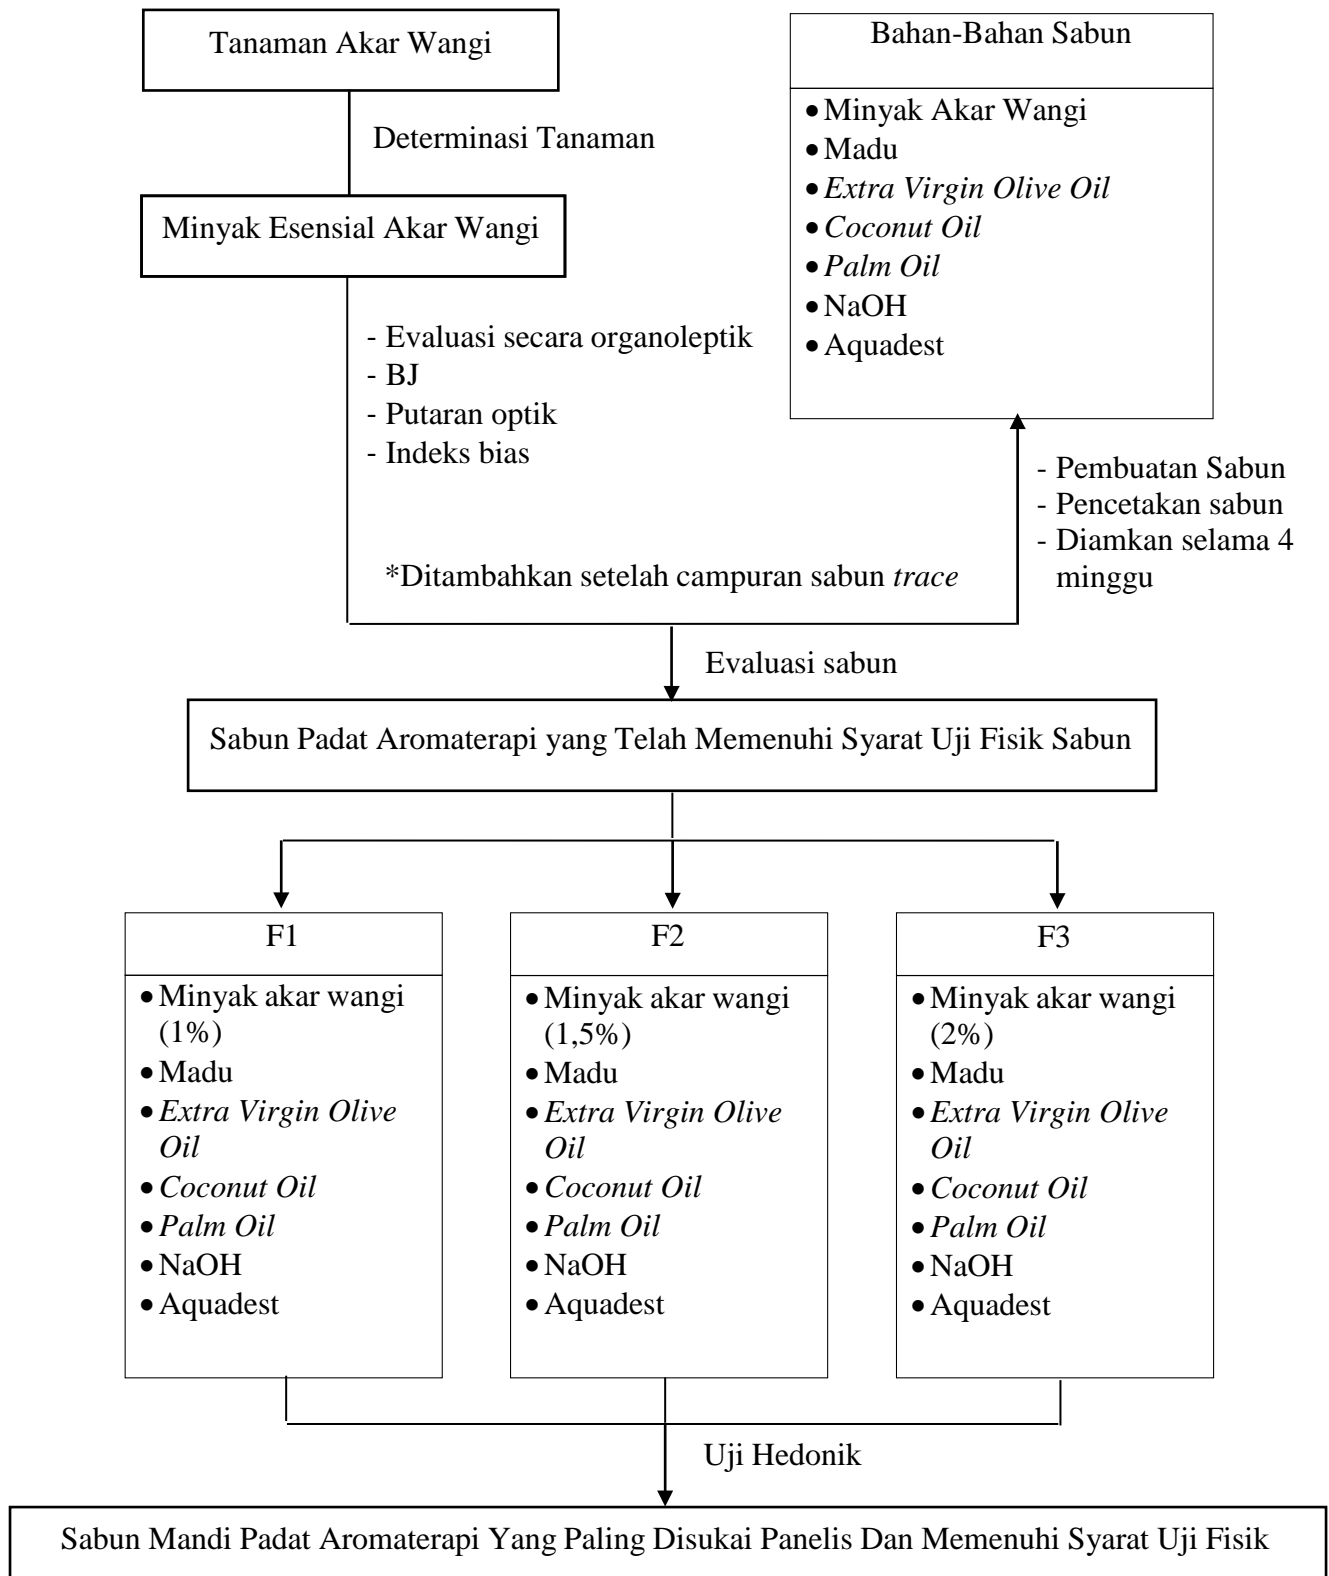 Tanaman Akar Wangi
Bahan-Bahan Sabun
Determinasi Tanaman
• Minyak Akar Wangi
• Madu
• Extra Virgin Olive Oil
• Coconut Oil
• Palm Oil
• NaOH
• Aquadest
Minyak Esensial Akar Wangi
- Evaluasi secara organoleptik
- BJ
- Putaran optik
- Indeks bias
- Pembuatan Sabun
- Pencetakan sabun
- Diamkan selama 4
minggu
*Ditambahkan setelah campuran sabun trace
Evaluasi sabun
Sabun Padat Aromaterapi yang Telah Memenuhi Syarat Uji Fisik Sabun
F1
• Minyak akar wangi
(1%)
• Madu
• Extra Virgin Olive
Oil
• Coconut Oil
• Palm Oil
• NaOH
• Aquadest
F2
• Minyak akar wangi
(1,5%)
• Madu
• Extra Virgin Olive
Oil
• Coconut Oil
• Palm Oil
• NaOH
• Aquadest
F3
• Minyak akar wangi
(2%)
• Madu
• Extra Virgin Olive
Oil
• Coconut Oil
• Palm Oil
• NaOH
• Aquadest
Uji Hedonik
Sabun Mandi Padat Aromaterapi Yang Paling Disukai Panelis Dan Memenuhi Syarat Uji Fisik